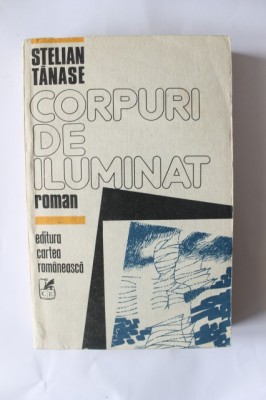 STELIAN
TĂNASE
CORPURI
DE
ILUMINAT
roman
editura
cartea
românească